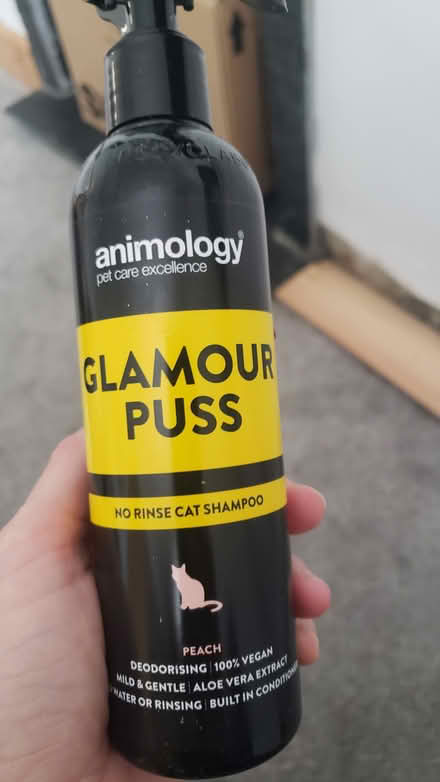 animology®
pet care excellence
GLAMOUR
PUSS
NO RINSE CAT SHAMPOO
PEACH
DEODORISING | 100% VEGAN
MILD & GENTLE | ALOE VERA EXTRACT
WATER OR RINSING | BUILT IN CONDITIONER